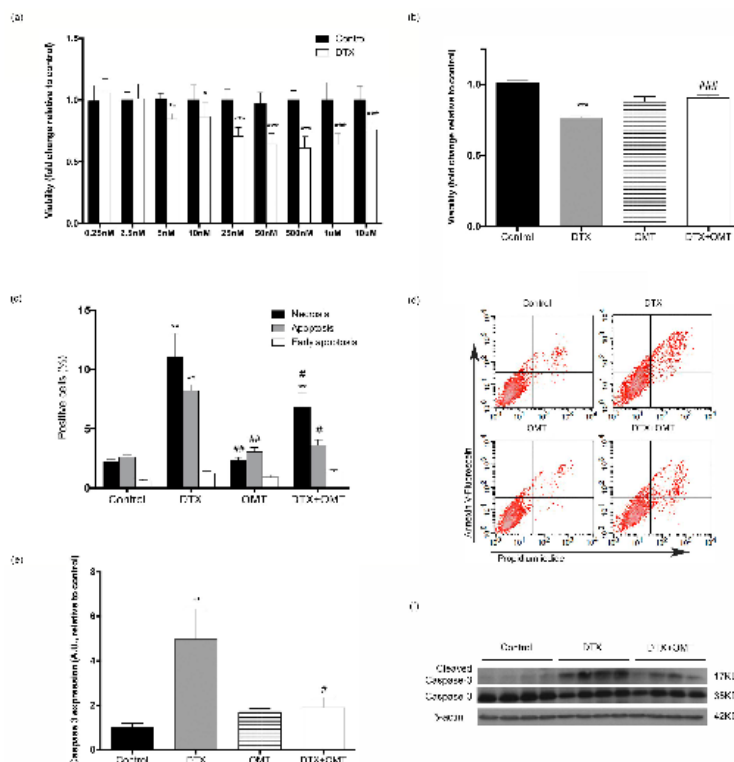 (a)
Viability (fold change relative to control)
1.5
1.0
0.5
0.0
Control
DTX
0.25nM 2.5nM 5nM 10nM 25nM 50nM 500nM 1uM 10uM
(b)
Viability (fold change relative to control)
1.0
0.5
0.0
###
Control DTX OMT DTX+OMT
(c)
Positive cells (%)
15
10
5
0
Necrosis
Apoptosis
Early apoptosis
**
**
## ##
#
**
#
Control DTX OMT DTX+OMT
(d)
Control DTX
OMT DTX+OMT
Annexin V-Fluorescein
Propidium iodide
(e)
Caspase 3 expression (A.U., relative to control)
8
6
4
2
0
#
Control DTX OMT DTX+OMT
(f)
Control DTX DTX+OMT
Cleaved
Caspase-3
Caspase-3
-actin
42KD